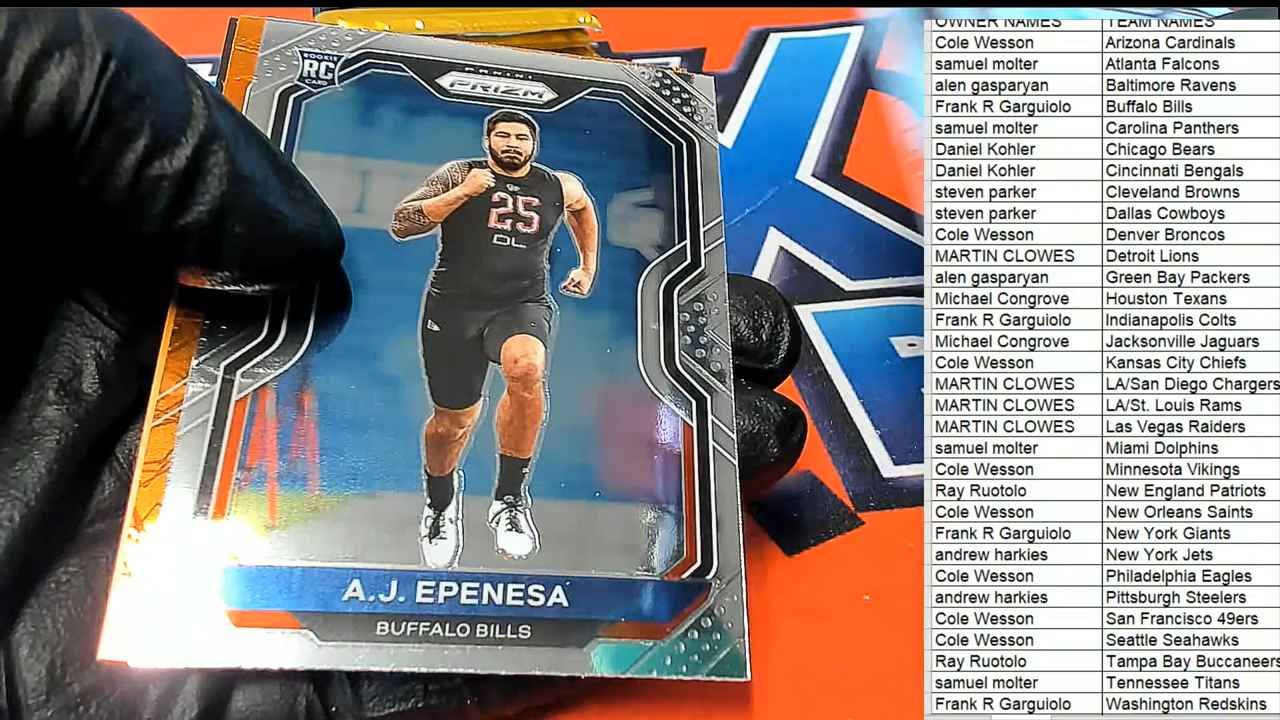 ROOKIE
RC
CARD
PANINI
PRIZM
25
DL
A.J. EPENESA
BUFFALO BILLS
OWNER NAMES TEAM NAMES
Cole Wesson Arizona Cardinals
samuel molter Atlanta Falcons
alen gasparyan Baltimore Ravens
Frank R Garguiolo Buffalo Bills
samuel molter Carolina Panthers
Daniel Kohler Chicago Bears
Daniel Kohler Cincinnati Bengals
steven parker Cleveland Browns
steven parker Dallas Cowboys
Cole Wesson Denver Broncos
MARTIN CLOWES Detroit Lions
alen gasparyan Green Bay Packers
Michael Congrove Houston Texans
Frank R Garguiolo Indianapolis Colts
Michael Congrove Jacksonville Jaguars
Cole Wesson Kansas City Chiefs
MARTIN CLOWES LA/San Diego Chargers
MARTIN CLOWES LA/St. Louis Rams
MARTIN CLOWES Las Vegas Raiders
samuel molter Miami Dolphins
Cole Wesson Minnesota Vikings
Ray Ruotolo New England Patriots
Cole Wesson New Orleans Saints
Frank R Garguiolo New York Giants
andrew harkies New York Jets
Cole Wesson Philadelphia Eagles
andrew harkies Pittsburgh Steelers
Cole Wesson San Francisco 49ers
Cole Wesson Seattle Seahawks
Ray Ruotolo Tampa Bay Buccaneers
samuel molter Tennessee Titans
Frank R Garguiolo Washington Redskins